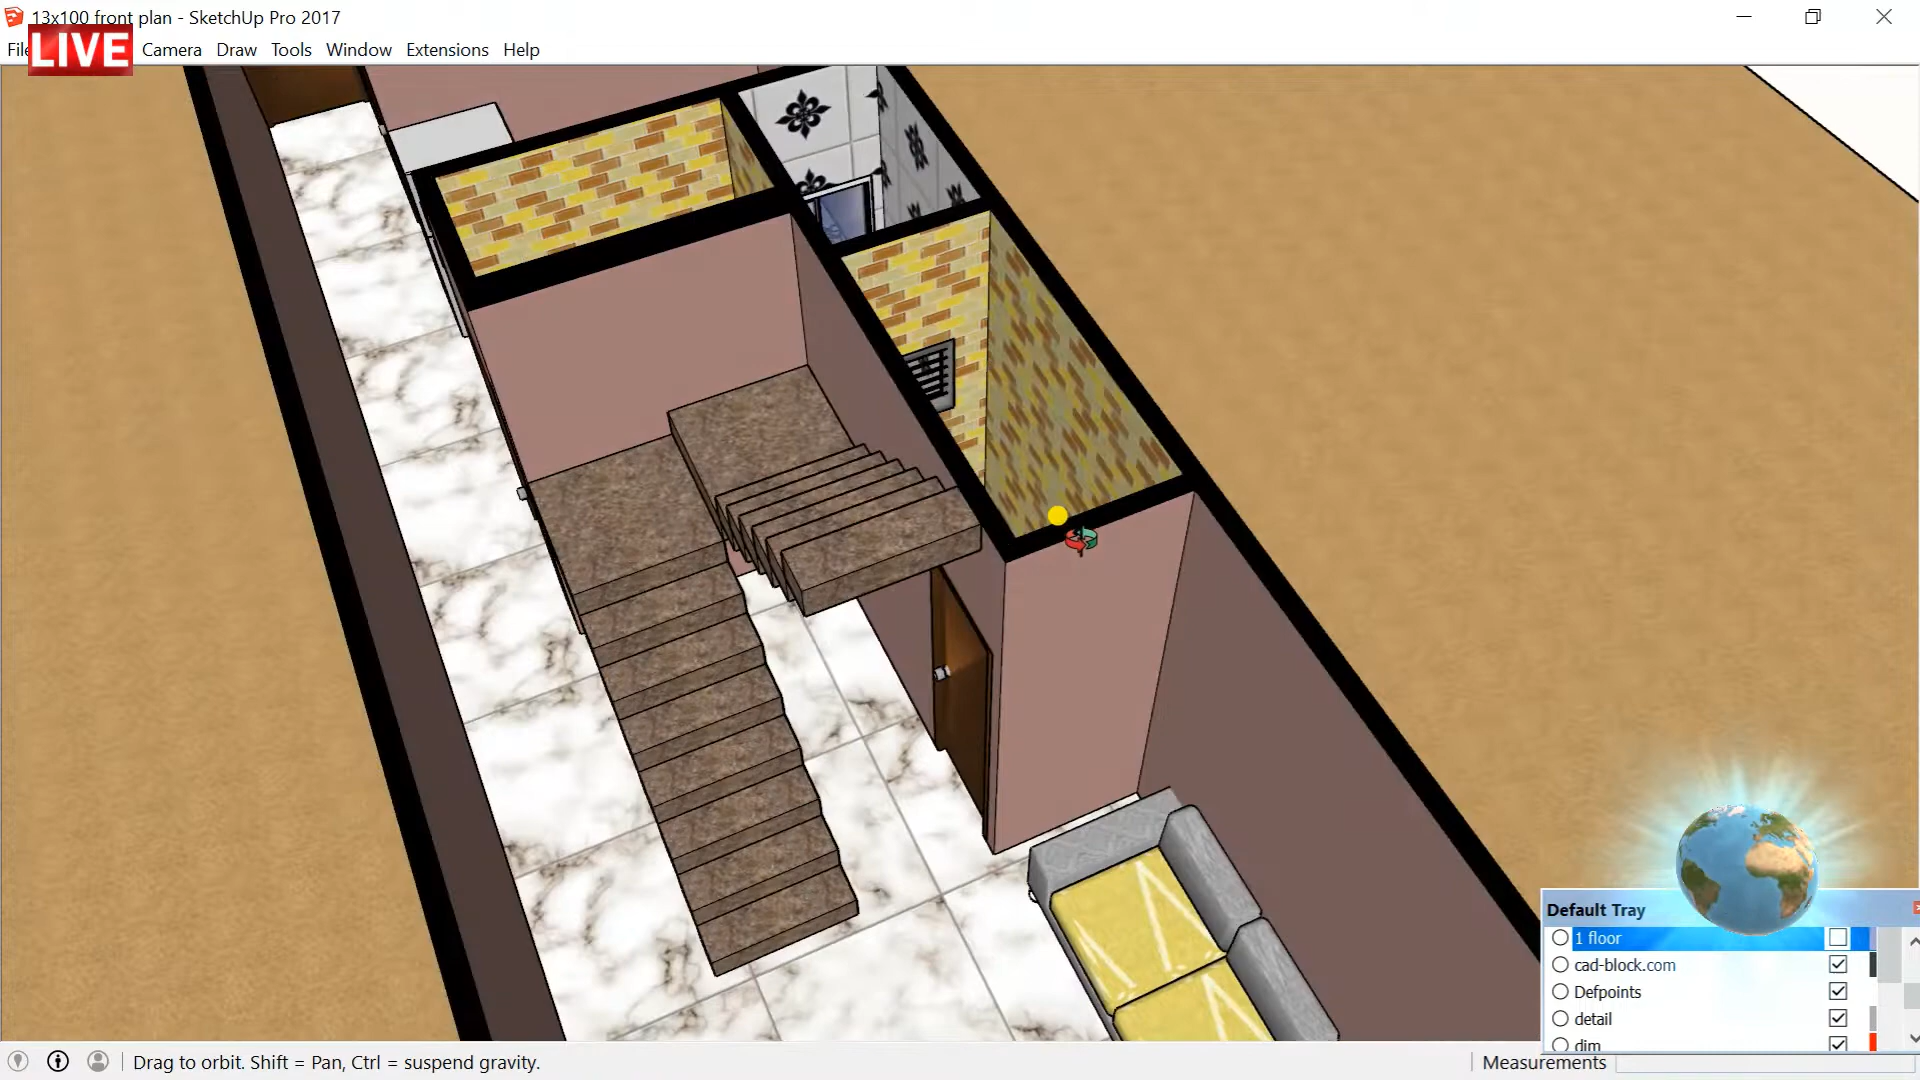 13x100 front plan - SketchUp Pro 2017
LIVE
File Camera Draw Tools Window Extensions Help
Default Tray
1 floor
cad-block.com
Defpoints
detail
dim
Drag to orbit. Shift = Pan, Ctrl = suspend gravity.
Measurements